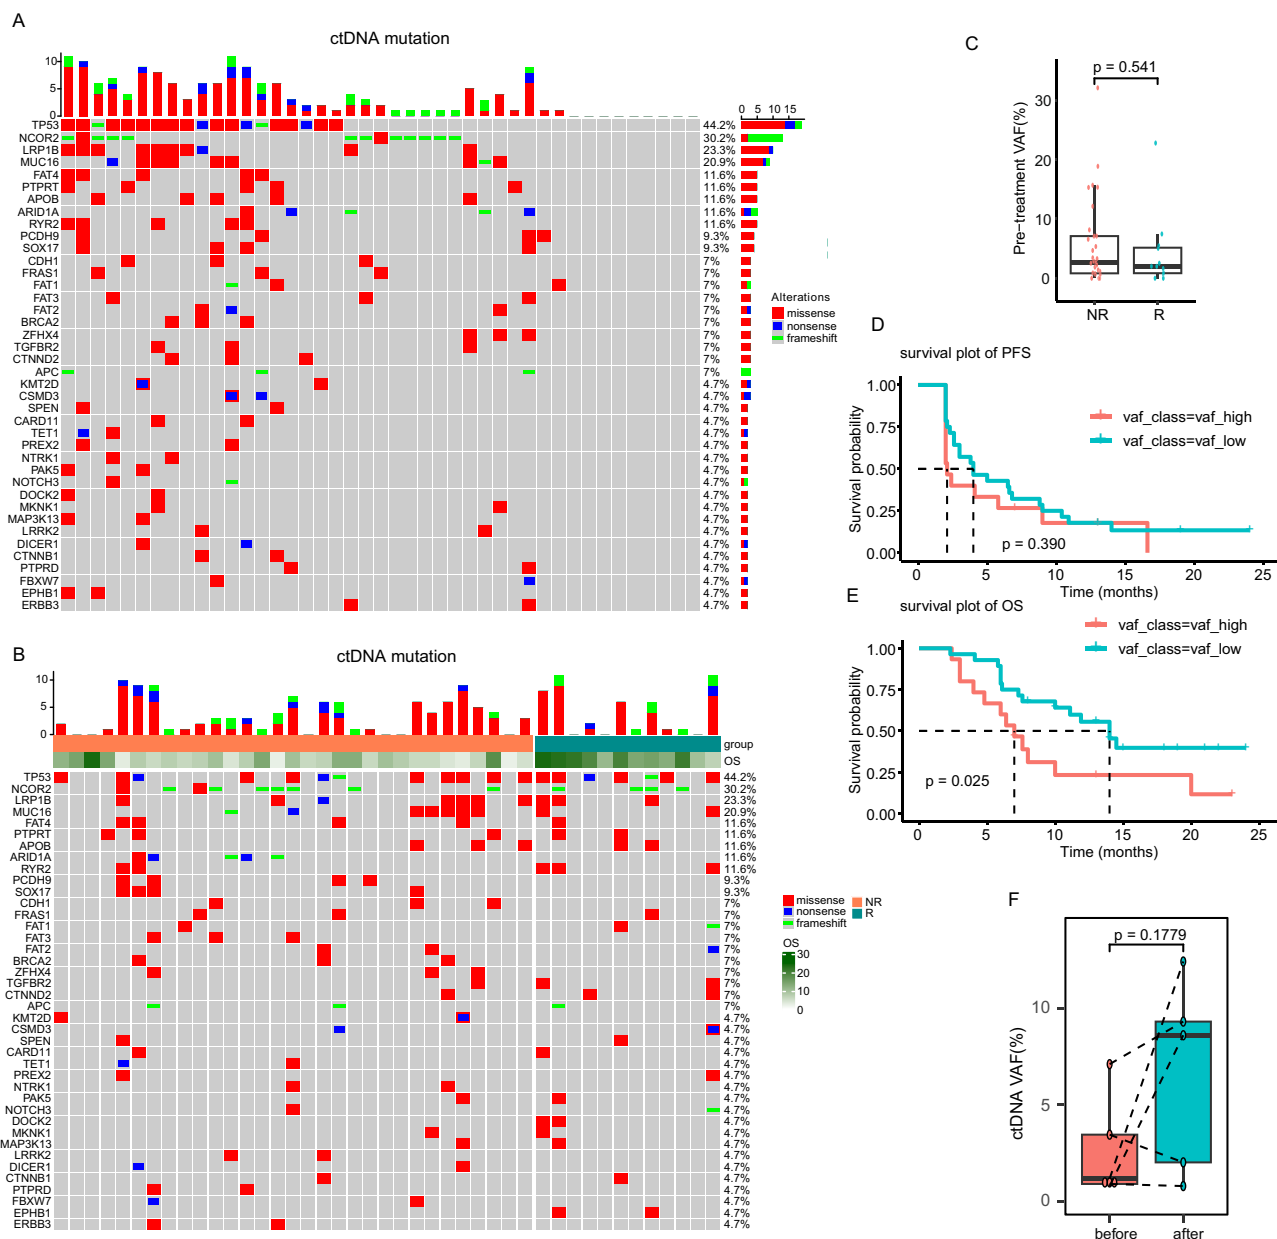 A
ctDNA mutation
10
5
0
0 5 10 15
TP53 44.2%
NCOR2 30.2%
LRP1B 23.3%
MUC16 20.9%
FAT4 11.6%
PTPRT 11.6%
APOB 11.6%
ARID1A 11.6%
RYR2 11.6%
PCDH9 9.3%
SOX17 9.3%
CDH1 7%
FRAS1 7%
FAT1 7%
FAT3 7%
FAT2 7%
BRCA2 7%
ZFHX4 7%
TGFBR2 7%
CTNND2 7%
APC 7%
KMT2D 4.7%
CSMD3 4.7%
SPEN 4.7%
CARD11 4.7%
TET1 4.7%
PREX2 4.7%
NTRK1 4.7%
PAK5 4.7%
NOTCH3 4.7%
DOCK2 4.7%
MKNK1 4.7%
MAP3K13 4.7%
LRRK2 4.7%
DICER1 4.7%
CTNNB1 4.7%
PTPRD 4.7%
FBXW7 4.7%
EPHB1 4.7%
ERBB3 4.7%
Alterations
missense
nonsense
frameshift
B
ctDNA mutation
10
5
0
group
OS
TP53 44.2%
NCOR2 30.2%
LRP1B 23.3%
MUC16 20.9%
FAT4 11.6%
PTPRT 11.6%
APOB 11.6%
ARID1A 11.6%
RYR2 11.6%
PCDH9 9.3%
SOX17 9.3%
CDH1 7%
FRAS1 7%
FAT1 7%
FAT3 7%
FAT2 7%
BRCA2 7%
ZFHX4 7%
TGFBR2 7%
CTNND2 7%
APC 7%
KMT2D 4.7%
CSMD3 4.7%
SPEN 4.7%
CARD11 4.7%
TET1 4.7%
PREX2 4.7%
NTRK1 4.7%
PAK5 4.7%
NOTCH3 4.7%
DOCK2 4.7%
MKNK1 4.7%
MAP3K13 4.7%
LRRK2 4.7%
DICER1 4.7%
CTNNB1 4.7%
PTPRD 4.7%
FBXW7 4.7%
EPHB1 4.7%
ERBB3 4.7%
missense NR
nonsense R
frameshift
OS
30
20
10
0
C
p = 0.541
Pre-treatment VAF(%)
30
20
10
0
NR R
D
survival plot of PFS
vaf_class=vaf_high
vaf_class=vaf_low
Survival probability
1.00
0.75
0.50
0.25
0.00
p = 0.390
0 5 10 15 20 25
Time (months)
E
survival plot of OS
vaf_class=vaf_high
vaf_class=vaf_low
Survival probability
1.00
0.75
0.50
0.25
0.00
p = 0.025
0 5 10 15 20 25
Time (months)
F
p = 0.1779
ctDNA VAF(%)
10
5
0
before after